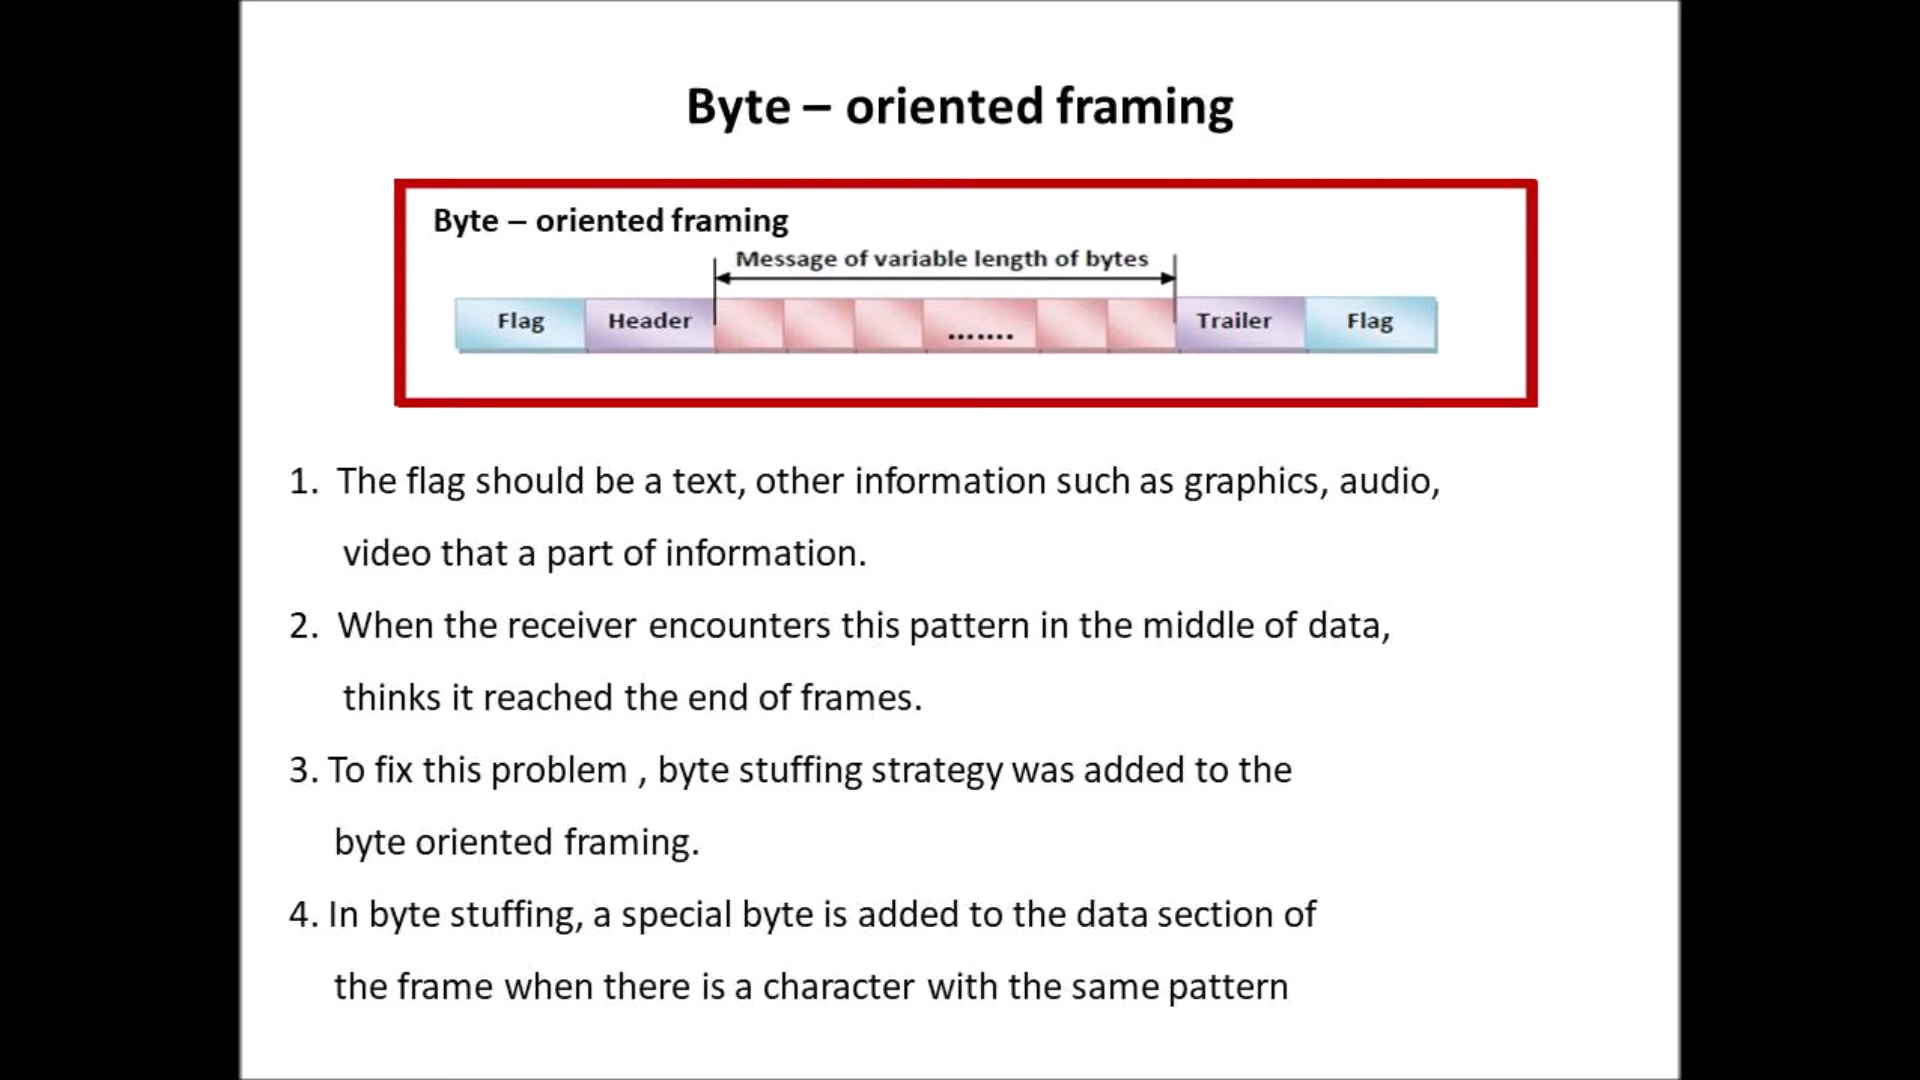 Byte – oriented framing
Byte – oriented framing
Message of variable length of bytes
Flag Header ....... Trailer Flag
1. The flag should be a text, other information such as graphics, audio,
video that a part of information.
2. When the receiver encounters this pattern in the middle of data,
thinks it reached the end of frames.
3. To fix this problem , byte stuffing strategy was added to the
byte oriented framing.
4. In byte stuffing, a special byte is added to the data section of
the frame when there is a character with the same pattern